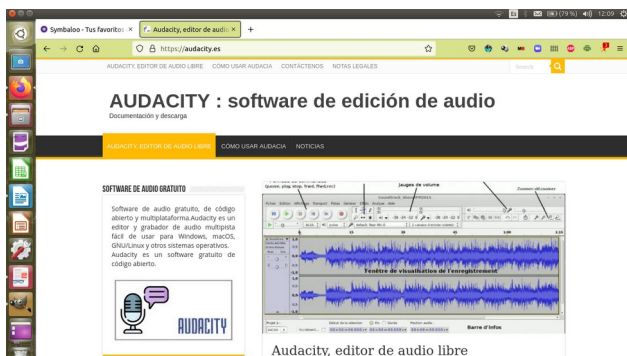 Es
(79 %)
12:09
Symbaloo - Tus favoritos
Audacity, editor de audio
https://audacity.es
AUDACITY, EDITOR DE AUDIO LIBRE CÓMO USAR AUDACIA CONTÁCTENOS NOTAS LEGALES
Search
AUDACITY : software de edición de audio
Documentación y descarga
AUDACITY, EDITOR DE AUDIO LIBRE CÓMO USAR AUDACIA NOTICIAS
SOFTWARE DE AUDIO GRATUITO
Software de audio gratuito, de código
abierto y multiplataforma.Audacity es un
editor y grabador de audio multipista
fácil de usar para Windows, macOS,
GNU/Linux y otros sistemas operativos.
Audacity es un software gratuito de
código abierto.
AUDACITY
Jauges de volume
Fenêtre de visualisation de l'enregistrement
Barre d'infos
Audacity, editor de audio libre